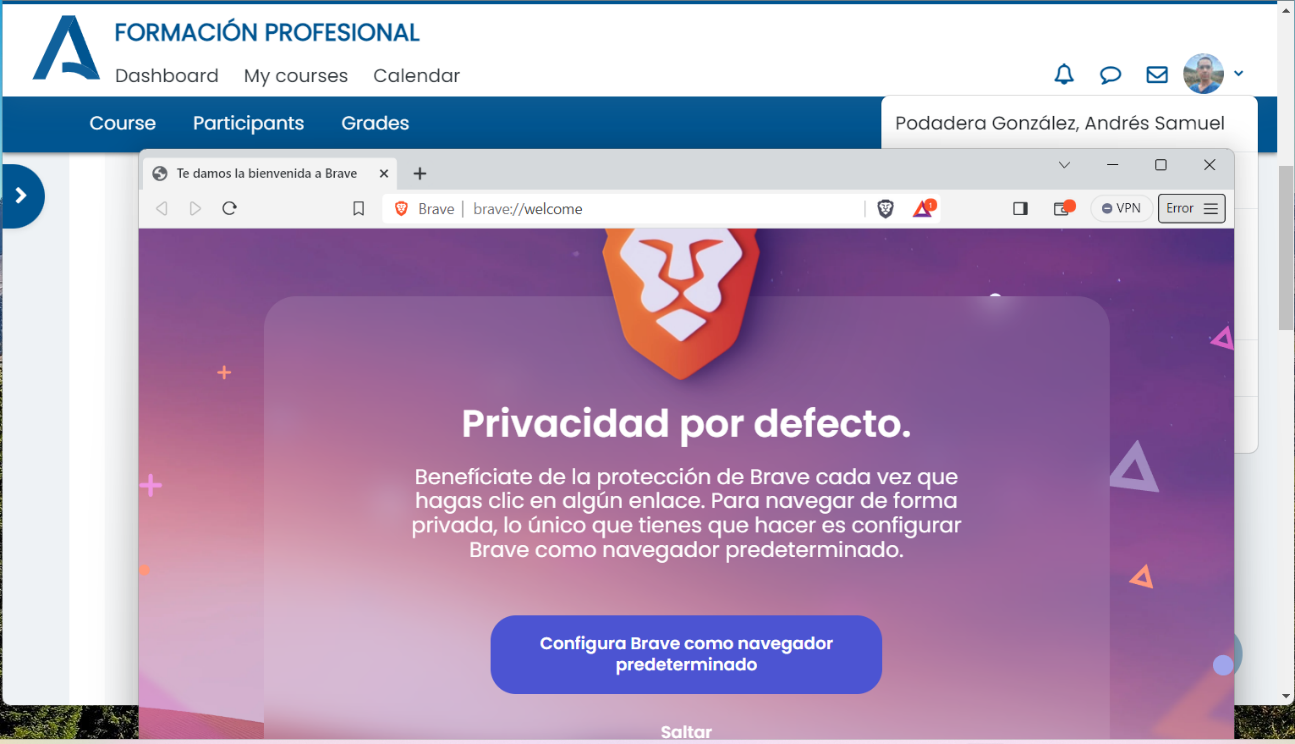 FORMACIÓN PROFESIONAL
Dashboard My courses Calendar
Course Participants Grades
Podadera González, Andrés Samuel
Te damos la bienvenida a Brave
Brave | brave://welcome
1
VPN
Error
Privacidad por defecto.
Benefíciate de la protección de Brave cada vez que
hagas clic en algún enlace. Para navegar de forma
privada, lo único que tienes que hacer es configurar
Brave como navegador predeterminado.
Configura Brave como navegador
predeterminado
Saltar